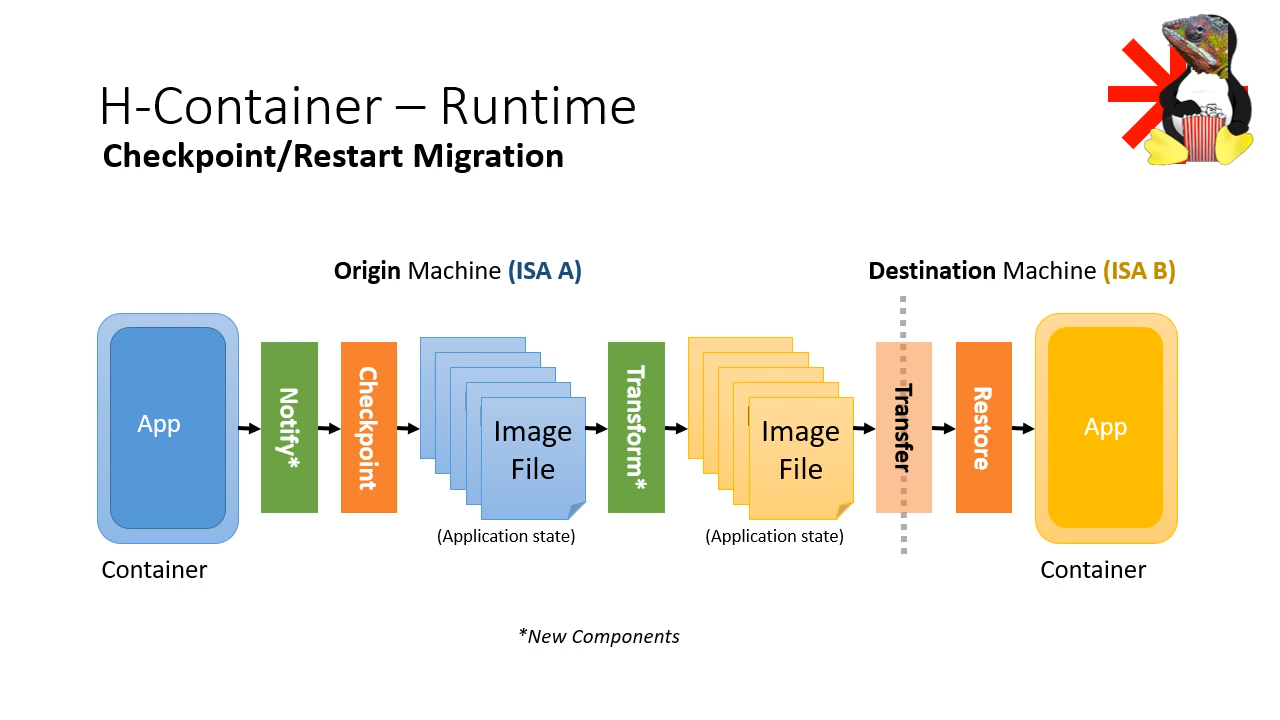 H-Container – Runtime
Checkpoint/Restart Migration
Origin Machine (ISA A)
Destination Machine (ISA B)
App
Notify*
Checkpoint
Image
File
Transform*
Image
File
Transfer
Restore
App
(Application state)
(Application state)
Container
Container
*New Components